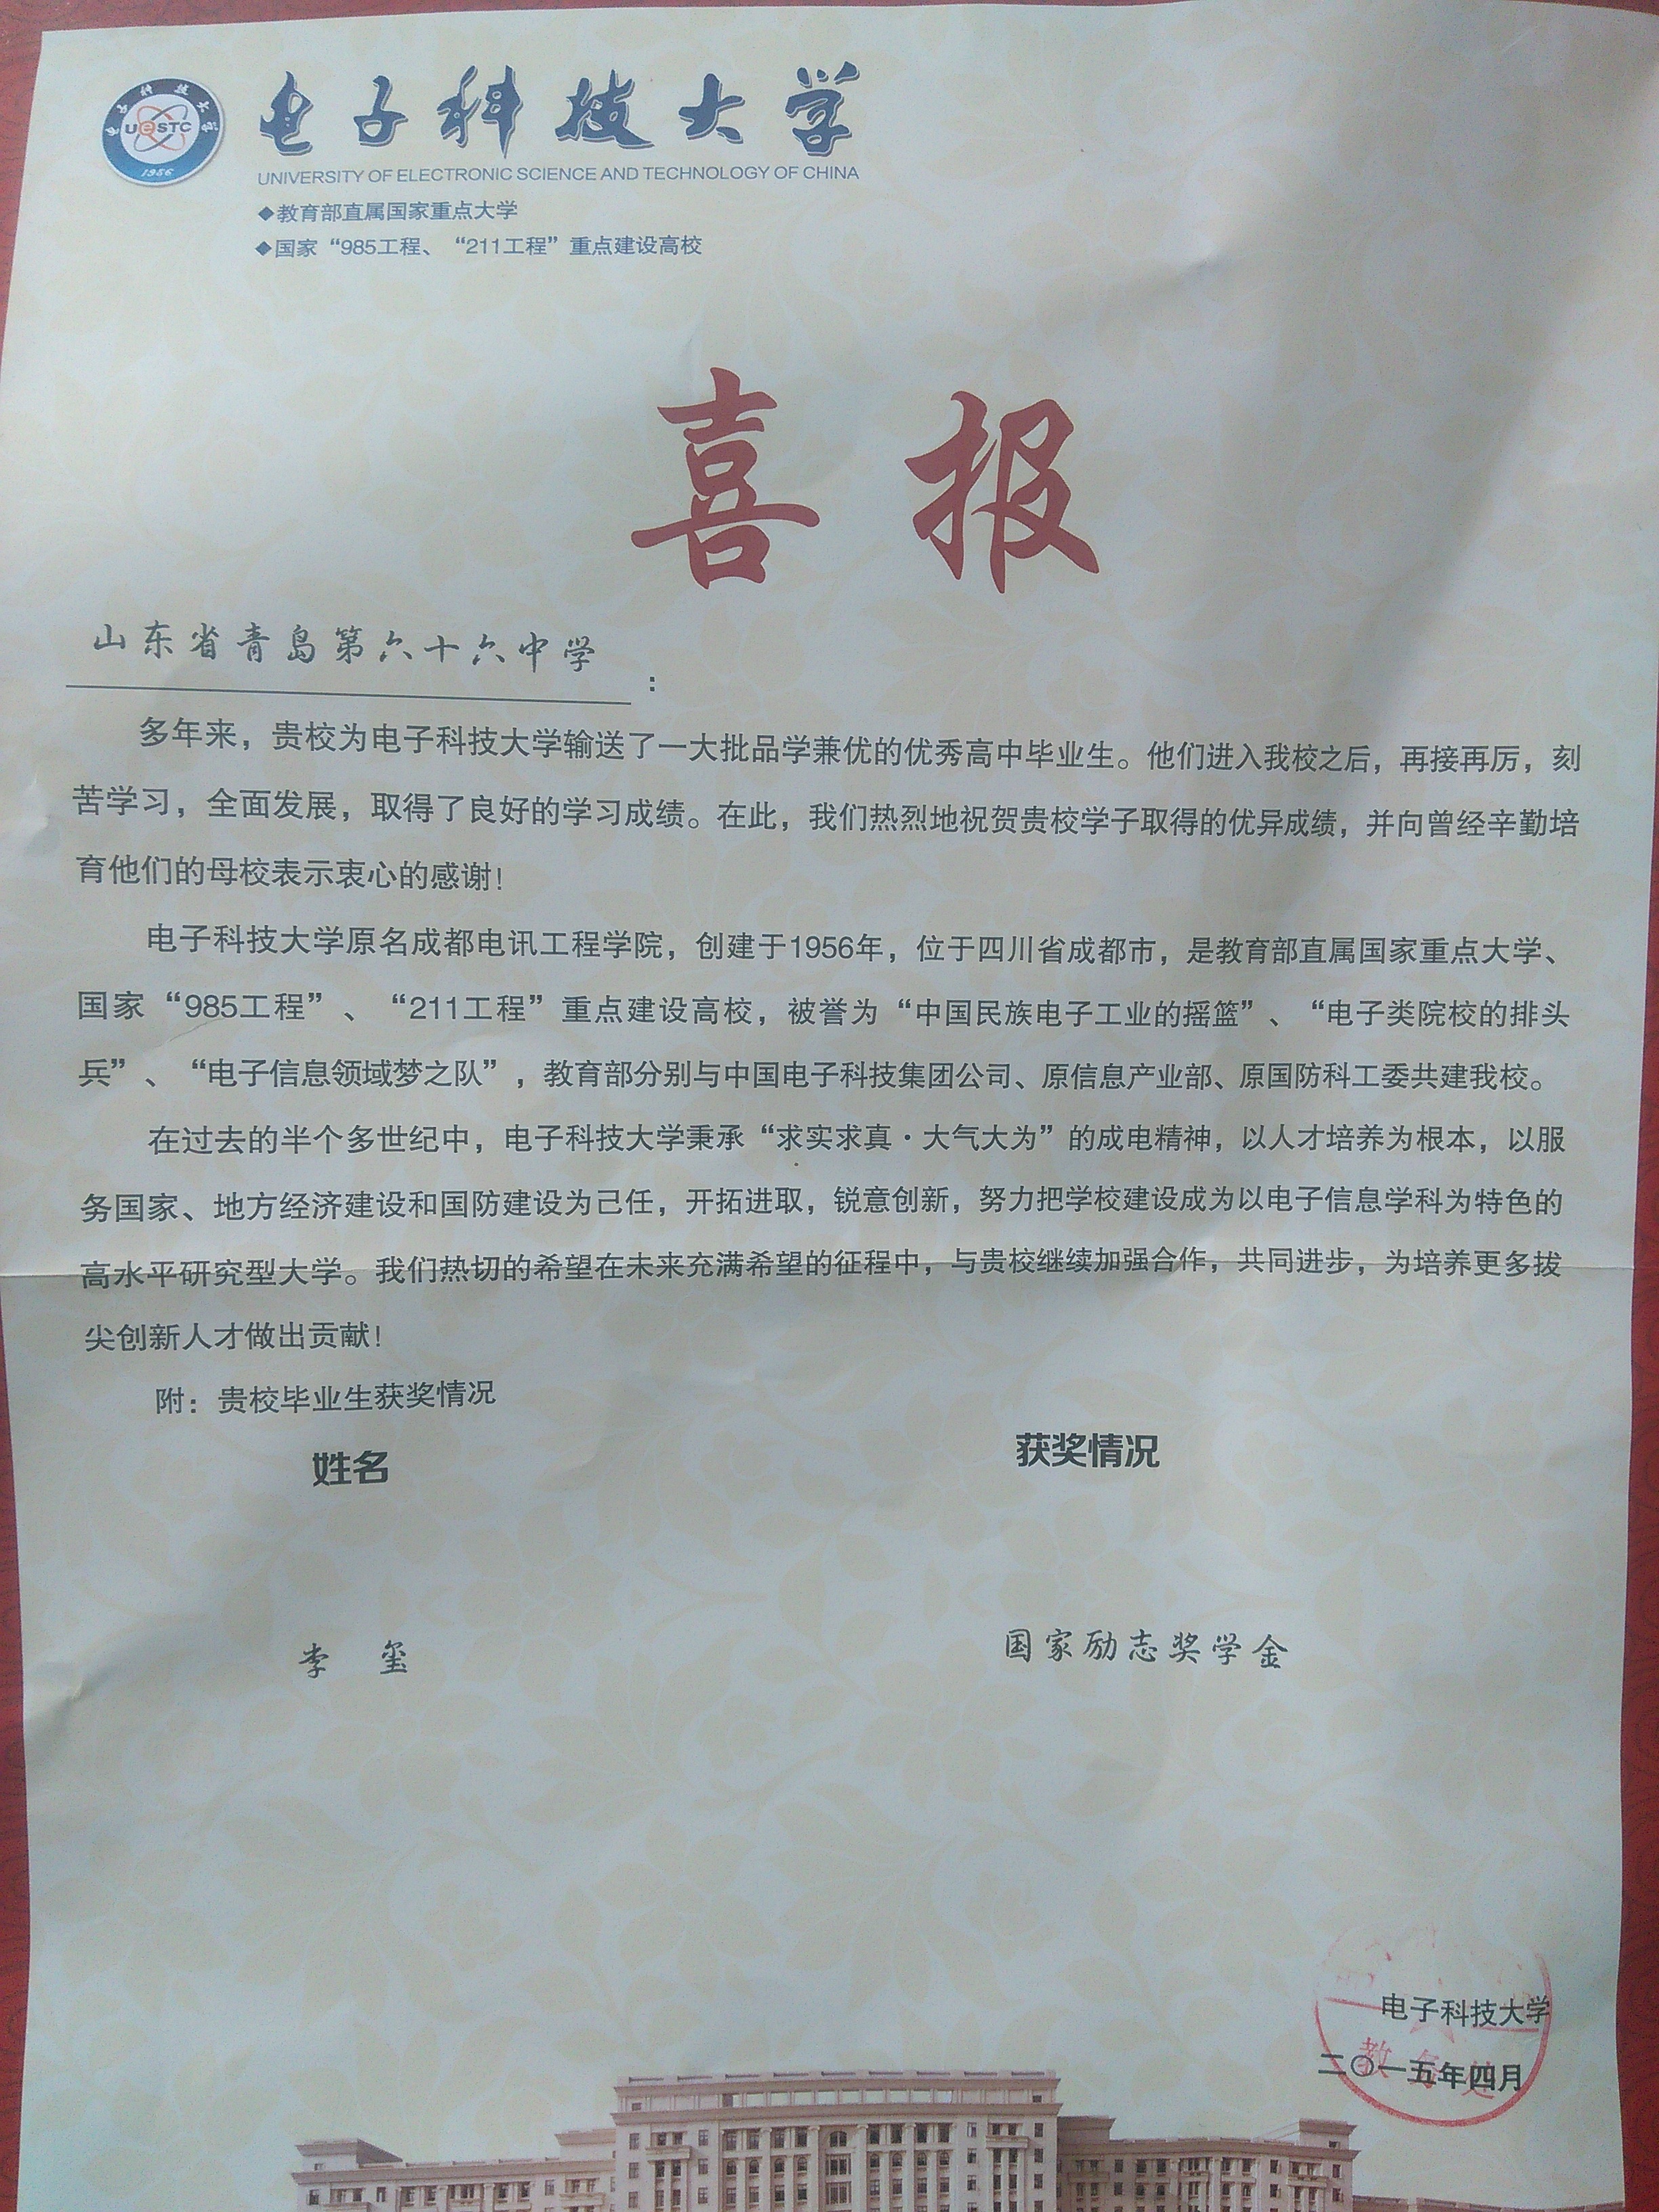 电子科技大学
UESTC
1956
电子科技大学
UNIVERSITY OF ELECTRONIC SCIENCE AND TECHNOLOGY OF CHINA
◆教育部直属国家重点大学
◆国家“985工程、“211工程”重点建设高校
喜报
山东省青岛第六十六中学：
多年来，贵校为电子科技大学输送了一大批品学兼优的优秀高中毕业生。他们进入我校之后，再接再厉，刻
苦学习，全面发展，取得了良好的学习成绩。在此，我们热烈地祝贺贵校学子取得的优异成绩，并向曾经辛勤培
育他们的母校表示衷心的感谢！
电子科技大学原名成都电讯工程学院，创建于1956年，位于四川省成都市，是教育部直属国家重点大学、
国家“985工程”、“211工程”重点建设高校，被誉为“中国民族电子工业的摇篮”、“电子类院校的排头
兵”、“电子信息领域梦之队”，教育部分别与中国电子科技集团公司、原信息产业部、原国防科工委共建我校。
在过去的半个多世纪中，电子科技大学秉承“求实求真·大气大为”的成电精神，以人才培养为根本，以服
务国家、地方经济建设和国防建设为己任，开拓进取，锐意创新，努力把学校建设成为以电子信息学科为特色的
高水平研究型大学。我们热切的希望在未来充满希望的征程中，与贵校继续加强合作，共同进步，为培养更多拔
尖创新人才做出贡献！
附：贵校毕业生获奖情况
姓名 获奖情况
李 玺 国家励志奖学金
电子科技大学
教务处
二〇一五年四月